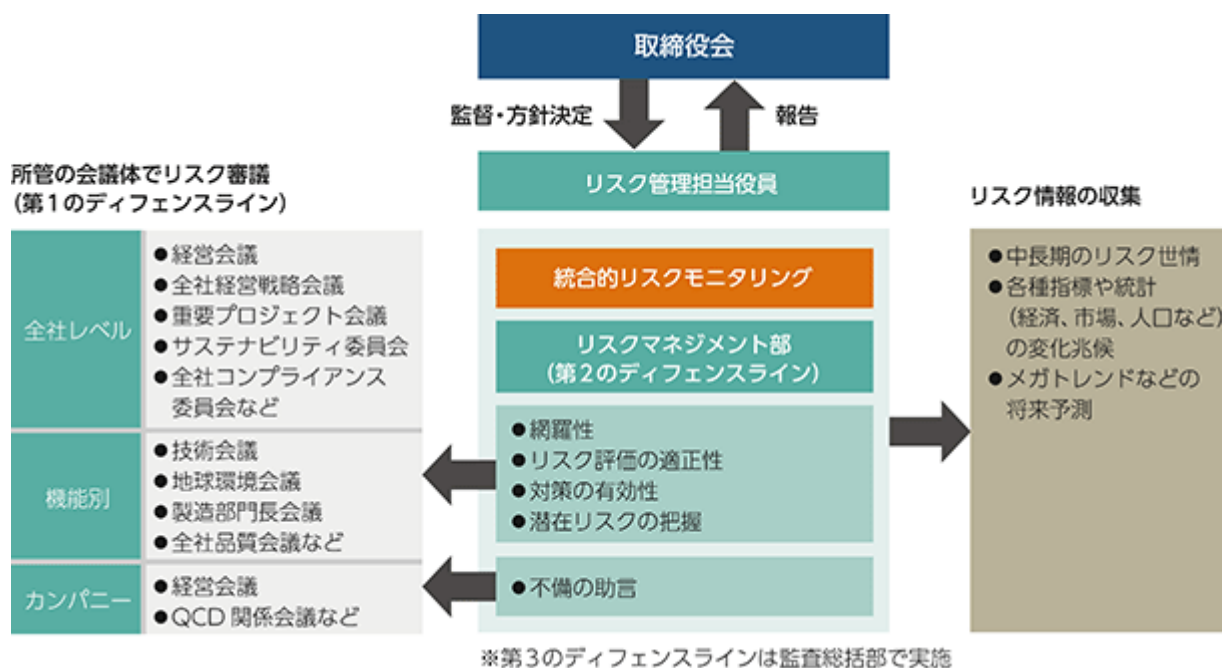 取締役会
監督・方針決定
報告
リスク管理担当役員
所管の会議体でリスク審議
(第1のディフェンスライン)
全社レベル
●経営会議
●全社経営戦略会議
●重要プロジェクト会議
●サステナビリティ委員会
●全社コンプライアンス
委員会など
機能別
●技術会議
●地球環境会議
●製造部門長会議
●全社品質会議など
カンパニー
●経営会議
●QCD 関係会議など
統合的リスクモニタリング
リスクマネジメント部
(第2のディフェンスライン)
●網羅性
●リスク評価の適正性
●対策の有効性
●潜在リスクの把握
●不備の助言
リスク情報の収集
●中長期のリスク世情
●各種指標や統計
(経済、市場、人口など)
の変化兆候
●メガトレンドなどの
将来予測
※第3のディフェンスラインは監査総括部で実施